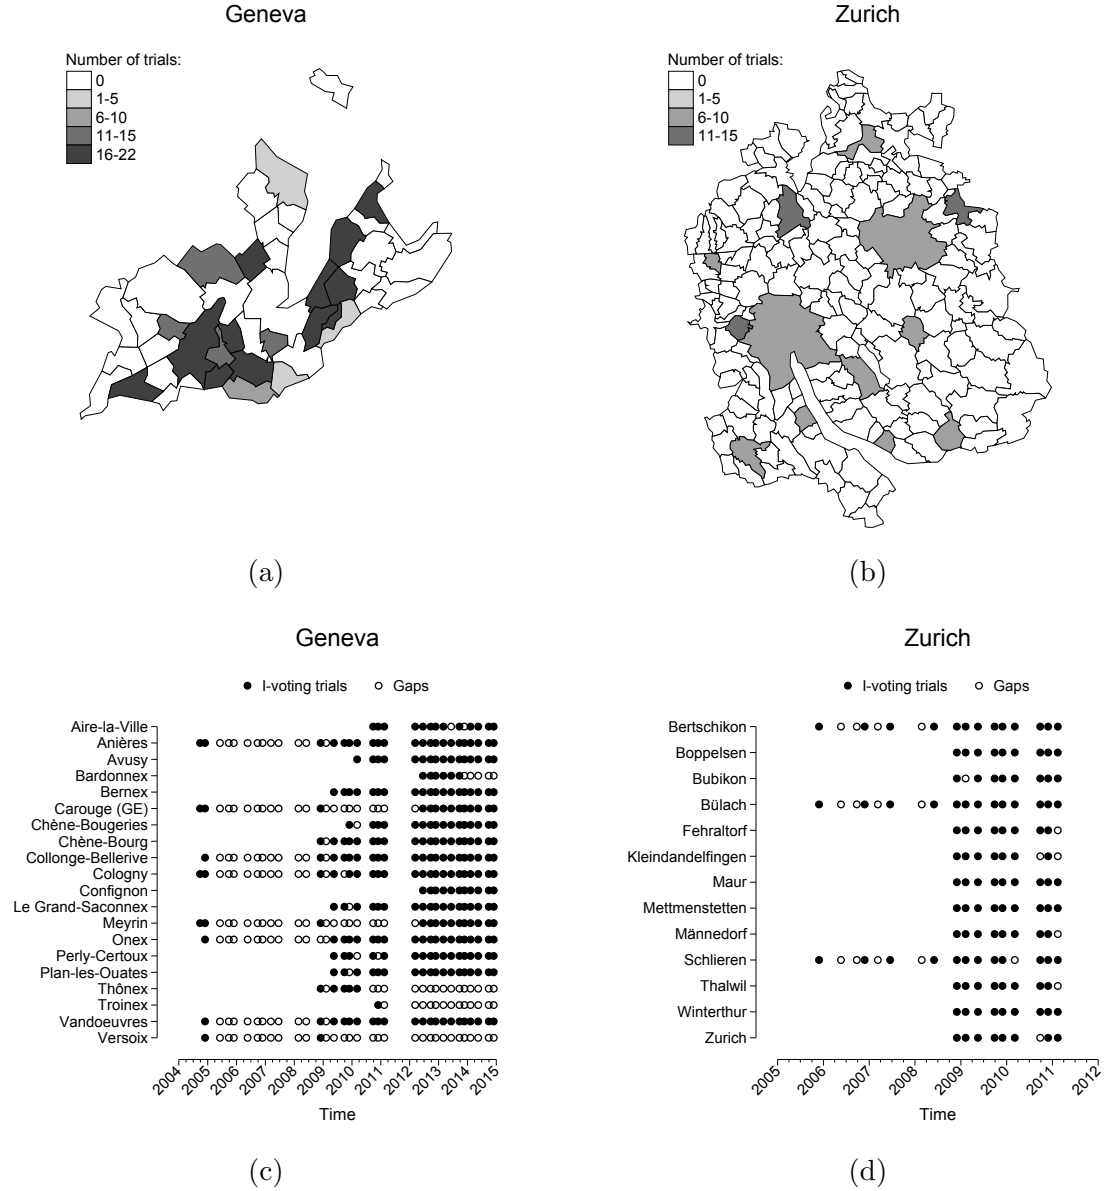 Geneva
Number of trials:
0
1-5
6-10
11-15
16-22
(a)
Zurich
Number of trials:
0
1-5
6-10
11-15
(b)
Geneva
I-voting trials Gaps
Aire-la-Ville
Anières
Avusy
Bardonnex
Bernex
Carouge (GE)
Chène-Bougeries
Chène-Bourg
Collonge-Bellerive
Cologny
Confignon
Le Grand-Saconnex
Meyrin
Onex
Perly-Certoux
Plan-les-Ouates
Thônex
Troinex
Vandoeuvres
Versoix
2004 2005 2006 2007 2008 2009 2010 2011 2012 2013 2014 2015
Time
(c)
Zurich
I-voting trials Gaps
Bertschikon
Boppelsen
Bubikon
Bülach
Fehraltorf
Kleindandelfingen
Maur
Mettmenstetten
Männedorf
Schlieren
Thalwil
Winterthur
Zurich
2005 2006 2007 2008 2009 2010 2011 2012
Time
(d)